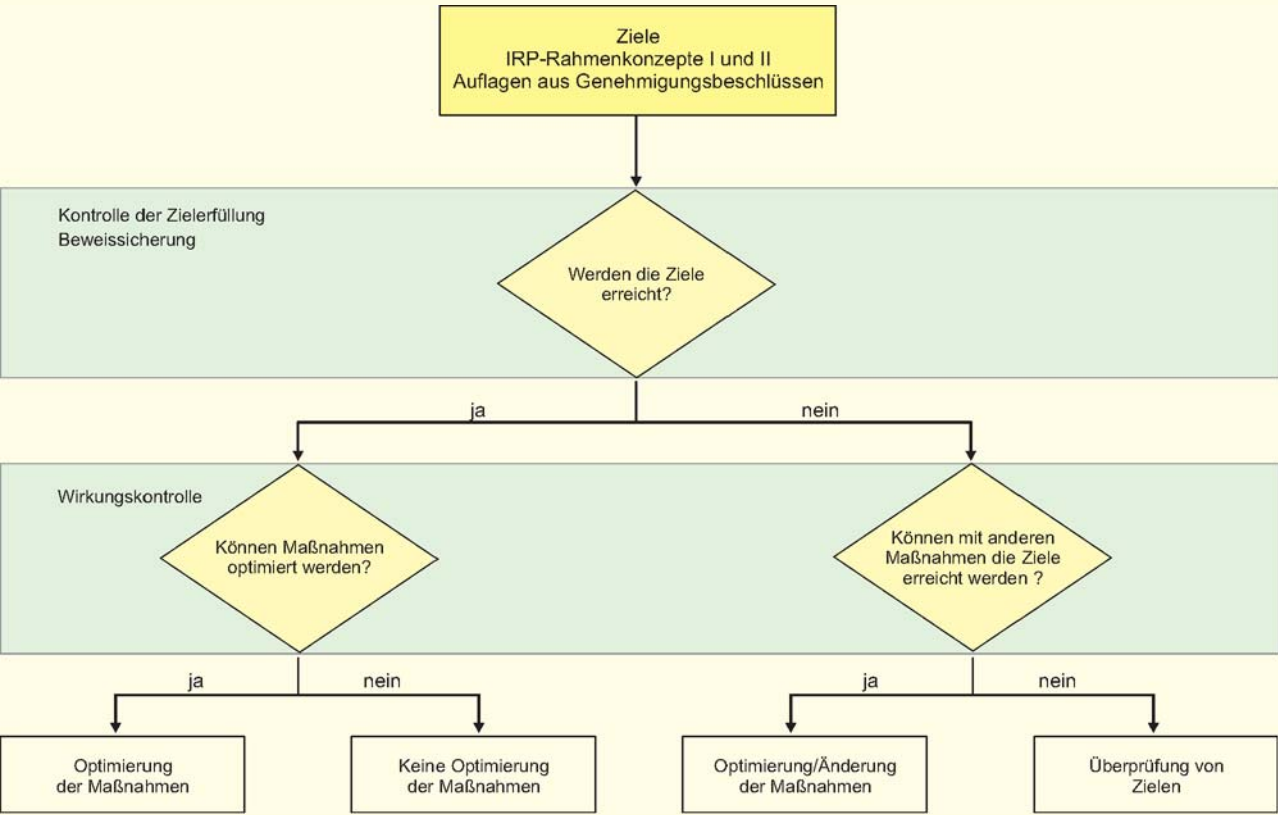 Ziele
IRP-Rahmenkonzepte I und II
Auflagen aus Genehmigungsbeschlüssen
Kontrolle der Zielerfüllung
Beweissicherung
Werden die Ziele
erreicht?
ja
nein
Wirkungskontrolle
Können Maßnahmen
optimiert werden?
Können mit anderen
Maßnahmen die Ziele
erreicht werden ?
ja
nein
ja
nein
Optimierung
der Maßnahmen
Keine Optimierung
der Maßnahmen
Optimierung/Änderung
der Maßnahmen
Überprüfung von
Zielen